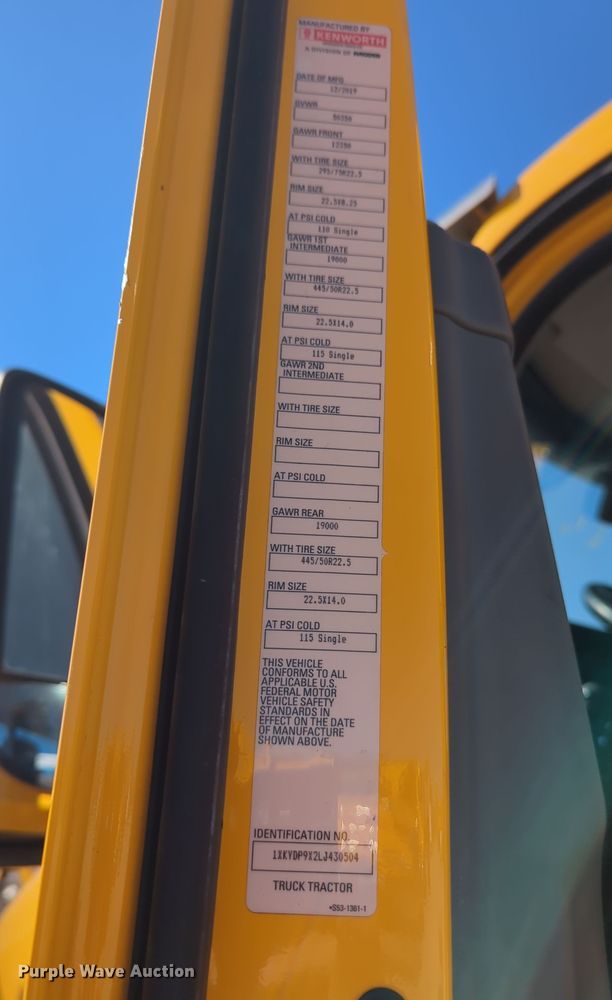 MANUFACTURED BY
KENWORTH
A DIVISION OF PACCAR
DATE OF MFG
12/2019
GVWR
50350
GAWR FRONT
12350
WITH TIRE SIZE
295/75R22.5
RIM SIZE
22.5X8.25
AT PSI COLD
110 Single
GAWR 1ST
INTERMEDIATE
19000
WITH TIRE SIZE
445/50R22.5
RIM SIZE
22.5X14.0
AT PSI COLD
115 Single
GAWR 2ND
INTERMEDIATE
WITH TIRE SIZE
RIM SIZE
AT PSI COLD
GAWR REAR
19000
WITH TIRE SIZE
445/50R22.5
RIM SIZE
22.5X14.0
AT PSI COLD
115 Single
THIS VEHICLE
CONFORMS TO ALL
APPLICABLE U.S.
FEDERAL MOTOR
VEHICLE SAFETY
STANDARDS IN
EFFECT ON THE DATE
OF MANUFACTURE
SHOWN ABOVE.
IDENTIFICATION NO.
1XKYDP9X2LJ430504
TRUCK TRACTOR
*S53-1361-1
Purple Wave Auction